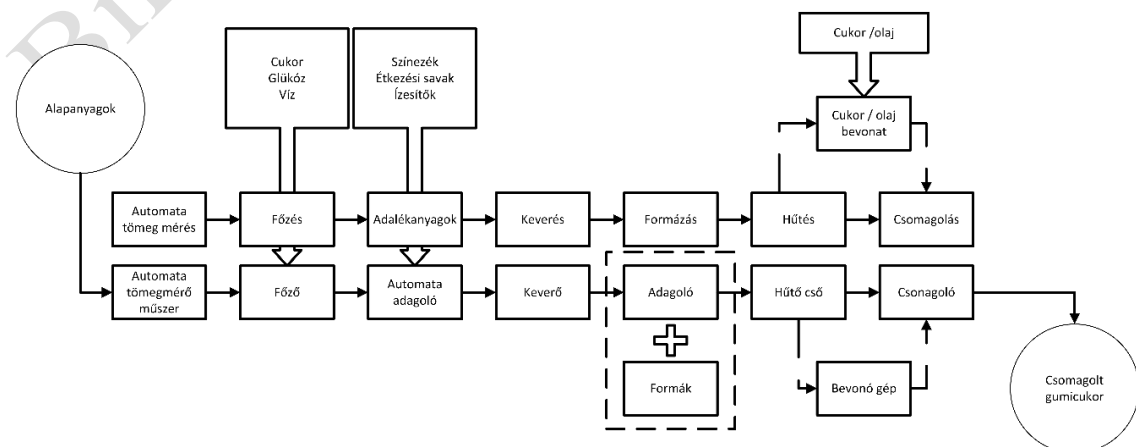 Alapanyagok
Cukor
Glükóz
Víz
Színezék
Étkezési savak
Ízesítők
Cukor /olaj
Cukor / olaj
bevonat
Automata
tömeg mérés
Főzés
Adalékanyagok
Keverés
Formázás
Hűtés
Csomagolás
Automata
tömegmérő
műszer
Főző
Automata
adagoló
Keverő
Adagoló
Hűtő cső
Csonagoló
Formák
Bevonó gép
Csomagolt
gumicukor